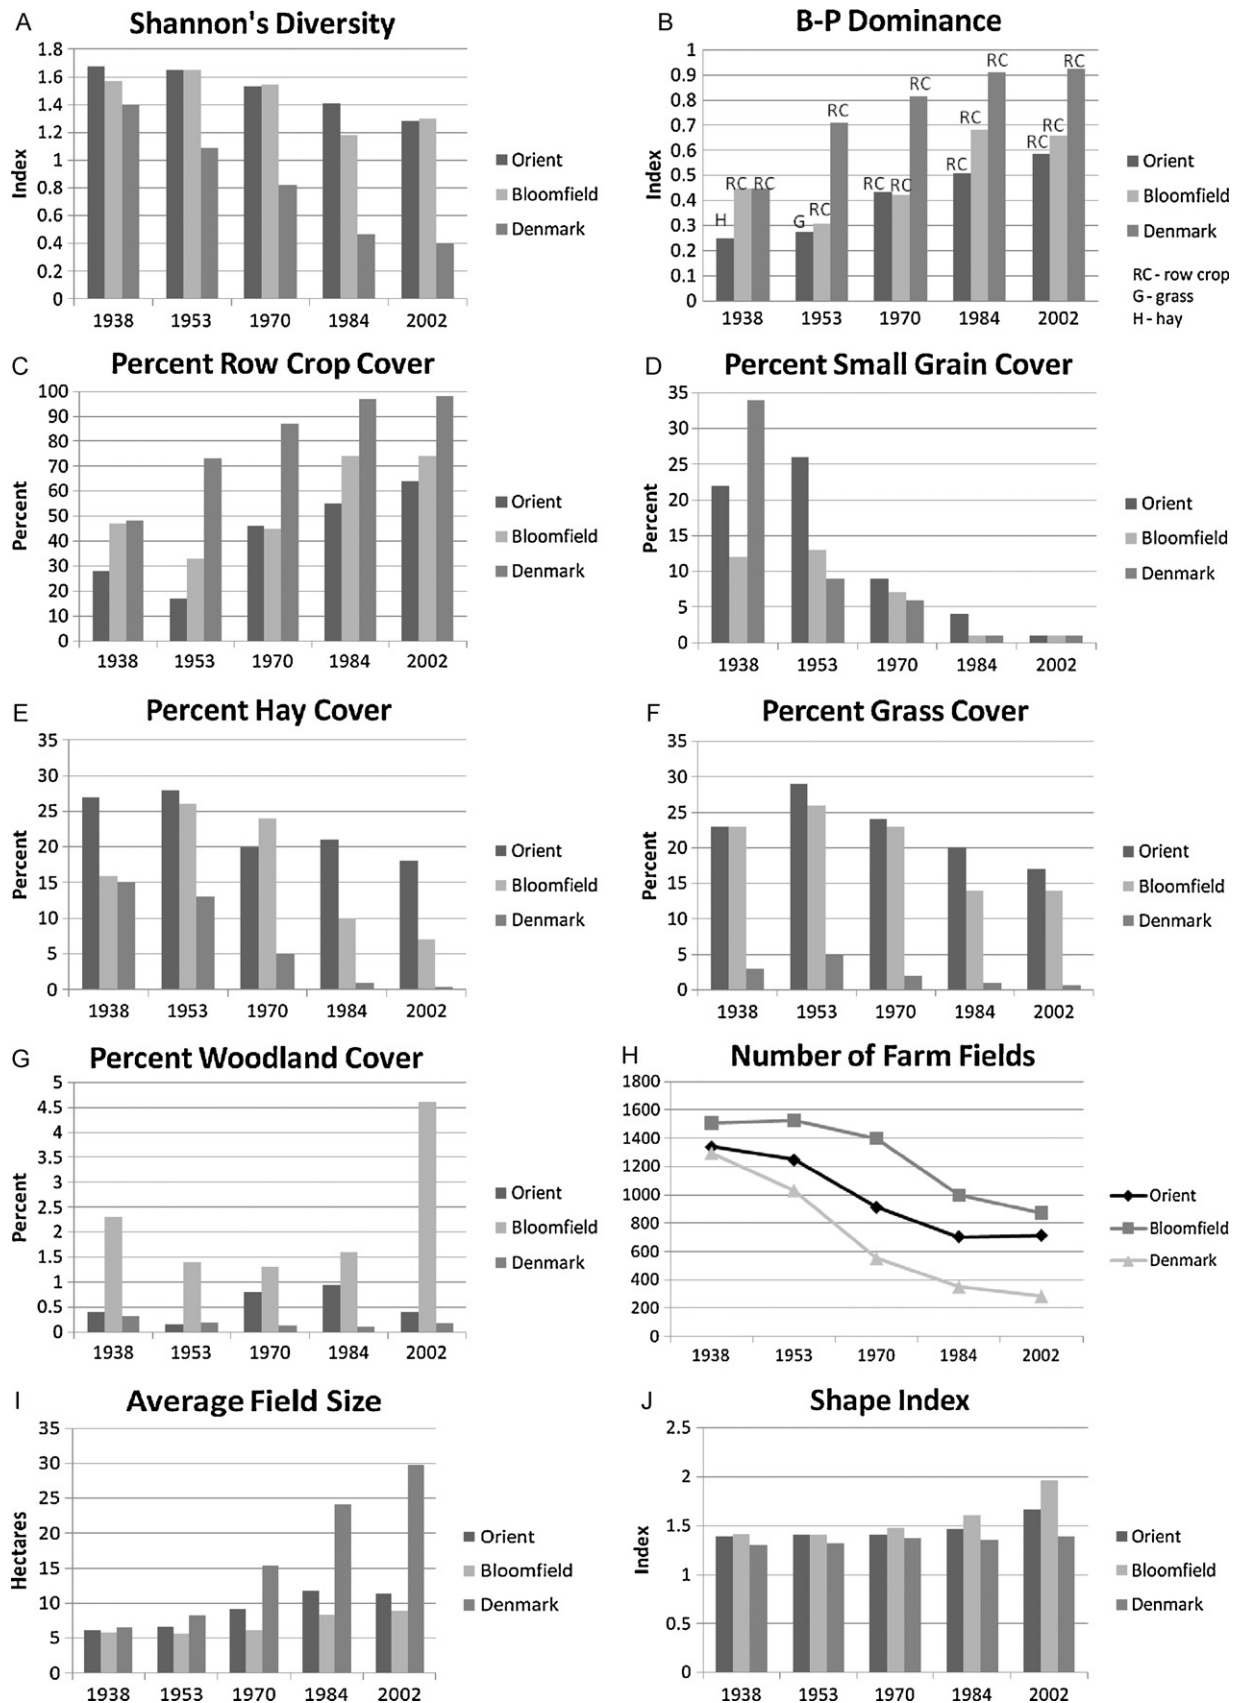 A
Shannon's Diversity
1.8
1.6
1.4
1.2
1
0.8
0.6
0.4
0.2
0
Index
1938 1953 1970 1984 2002
Orient
Bloomfield
Denmark
B
B-P Dominance
1
0.9
0.8
0.7
0.6
0.5
0.4
0.3
0.2
0.1
0
Index
H RC RC
G RC RC
RC RC RC
RC RC RC
RC RC RC
1938 1953 1970 1984 2002
Orient
Bloomfield
Denmark
RC - row crop
G - grass
H - hay
C
Percent Row Crop Cover
100
90
80
70
60
50
40
30
20
10
0
Percent
1938 1953 1970 1984 2002
Orient
Bloomfield
Denmark
D
Percent Small Grain Cover
35
30
25
20
15
10
5
0
Percent
1938 1953 1970 1984 2002
Orient
Bloomfield
Denmark
E
Percent Hay Cover
35
30
25
20
15
10
5
0
Percent
1938 1953 1970 1984 2002
Orient
Bloomfield
Denmark
F
Percent Grass Cover
35
30
25
20
15
10
5
0
Percent
1938 1953 1970 1984 2002
Orient
Bloomfield
Denmark
G
Percent Woodland Cover
5
4.5
4
3.5
3
2.5
2
1.5
1
0.5
0
Percent
1938 1953 1970 1984 2002
Orient
Bloomfield
Denmark
H
Number of Farm Fields
1800
1600
1400
1200
1000
800
600
400
200
0
1938 1953 1970 1984 2002
Orient
Bloomfield
Denmark
I
Average Field Size
35
30
25
20
15
10
5
0
Hectares
1938 1953 1970 1984 2002
Orient
Bloomfield
Denmark
J
Shape Index
2.5
2
1.5
1
0.5
0
Index
1938 1953 1970 1984 2002
Orient
Bloomfield
Denmark